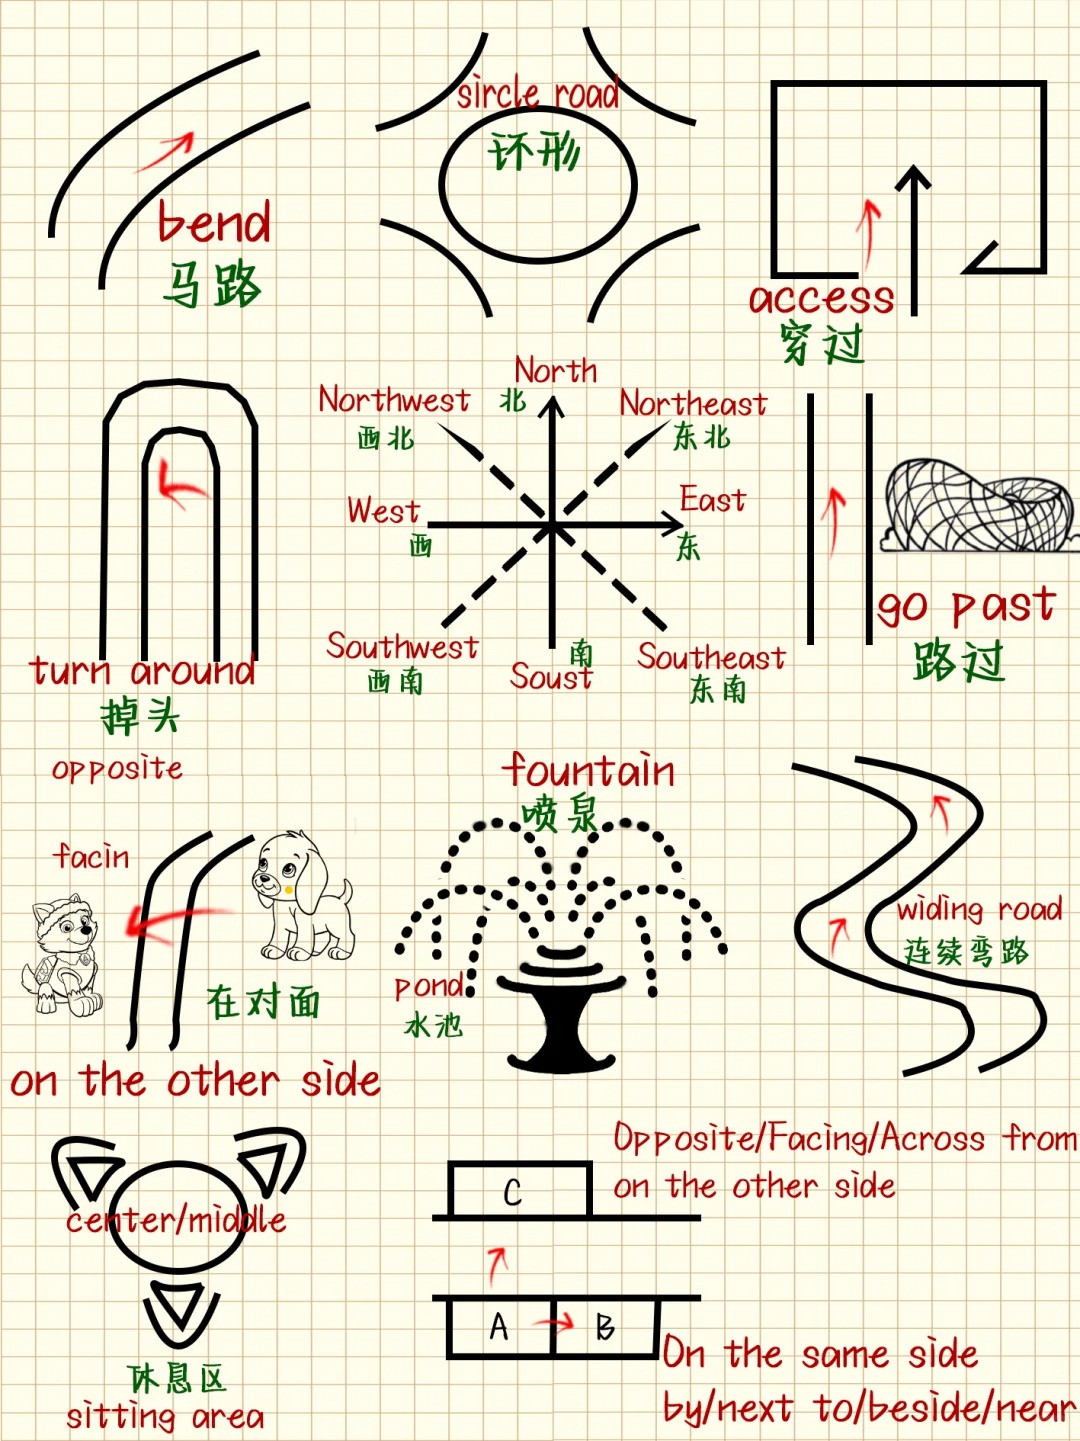 sircle road
环形
bend
马路
access
穿过
North
北
Northwest
西北
Northeast
东北
West
西
East
东
Southwest
西南
南
Soust
Southeast
东南
go past
路过
turn around
掉头
opposite
facin
在对面
on the other side
fountain
喷泉
pond
水池
widing road
连续弯路
center/middle
休息区
sitting area
Opposite/Facing/Across from
on the other side
C
A
B
On the same side
by/next to/beside/near